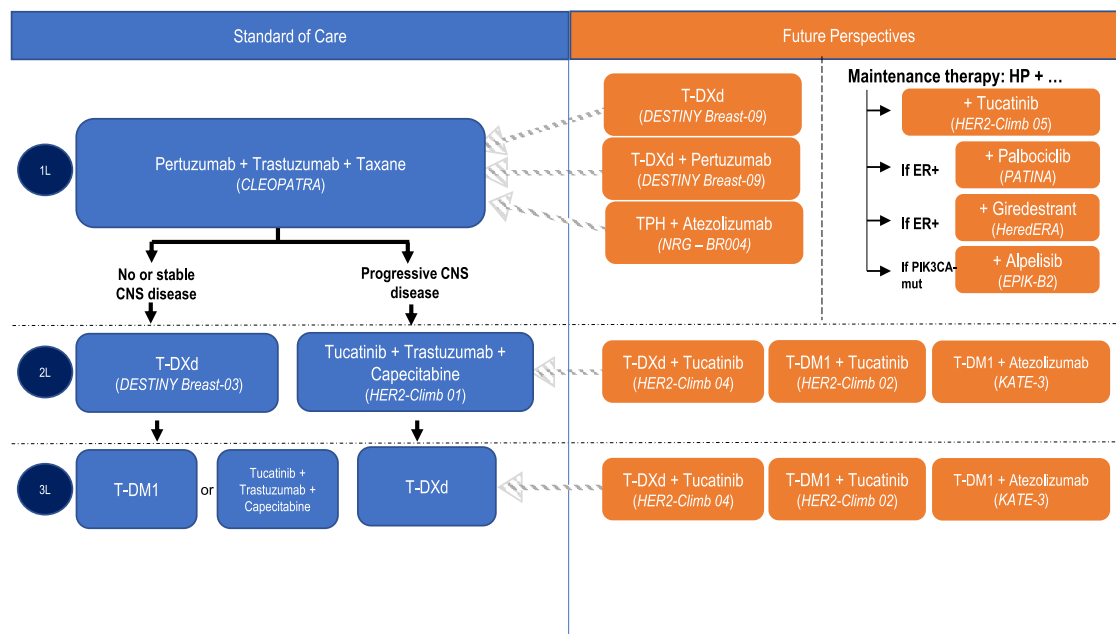 Standard of Care
Future Perspectives
1L
Pertuzumab + Trastuzumab + Taxane
(CLEOPATRA)
T-DXd
(DESTINY Breast-09)
T-DXd + Pertuzumab
(DESTINY Breast-09)
TPH + Atezolizumab
(NRG – BR004)
Maintenance therapy: HP + …
+ Tucatinib
(HER2-Climb 05)
If ER+
+ Palbociclib
(PATINA)
If ER+
+ Giredestrant
(HeredERA)
If PIK3CA-
mut
+ Alpelisib
(EPIK-B2)
No or stable
CNS disease
Progressive CNS
disease
2L
T-DXd
(DESTINY Breast-03)
Tucatinib + Trastuzumab +
Capecitabine
(HER2-Climb 01)
T-DXd + Tucatinib
(HER2-Climb 04)
T-DM1 + Tucatinib
(HER2-Climb 02)
T-DM1 + Atezolizumab
(KATE-3)
3L
T-DM1
or
Tucatinib +
Trastuzumab +
Capecitabine
T-DXd
T-DXd + Tucatinib
(HER2-Climb 04)
T-DM1 + Tucatinib
(HER2-Climb 02)
T-DM1 + Atezolizumab
(KATE-3)